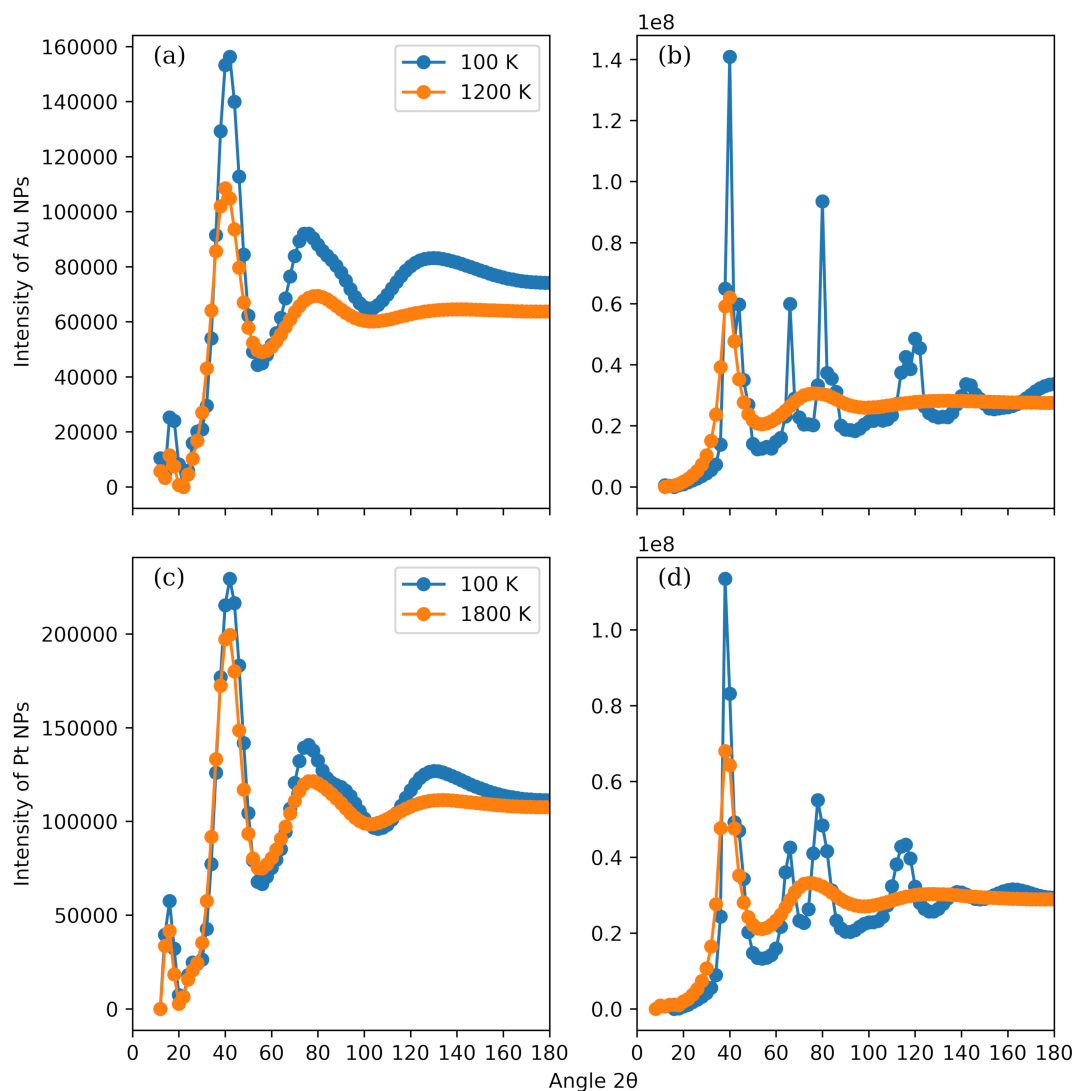 1e8
(a)
100 K
1200 K
(b)
Intensity of Au NPs
160000
140000
120000
100000
80000
60000
40000
20000
0
1.4
1.2
1.0
0.8
0.6
0.4
0.2
0.0
1e8
(c)
100 K
1800 K
(d)
Intensity of Pt NPs
200000
150000
100000
50000
0
1.0
0.8
0.6
0.4
0.2
0.0
0 20 40 60 80 100 120 140 160 180
0 20 40 60 80 100 120 140 160 180
Angle 2θ